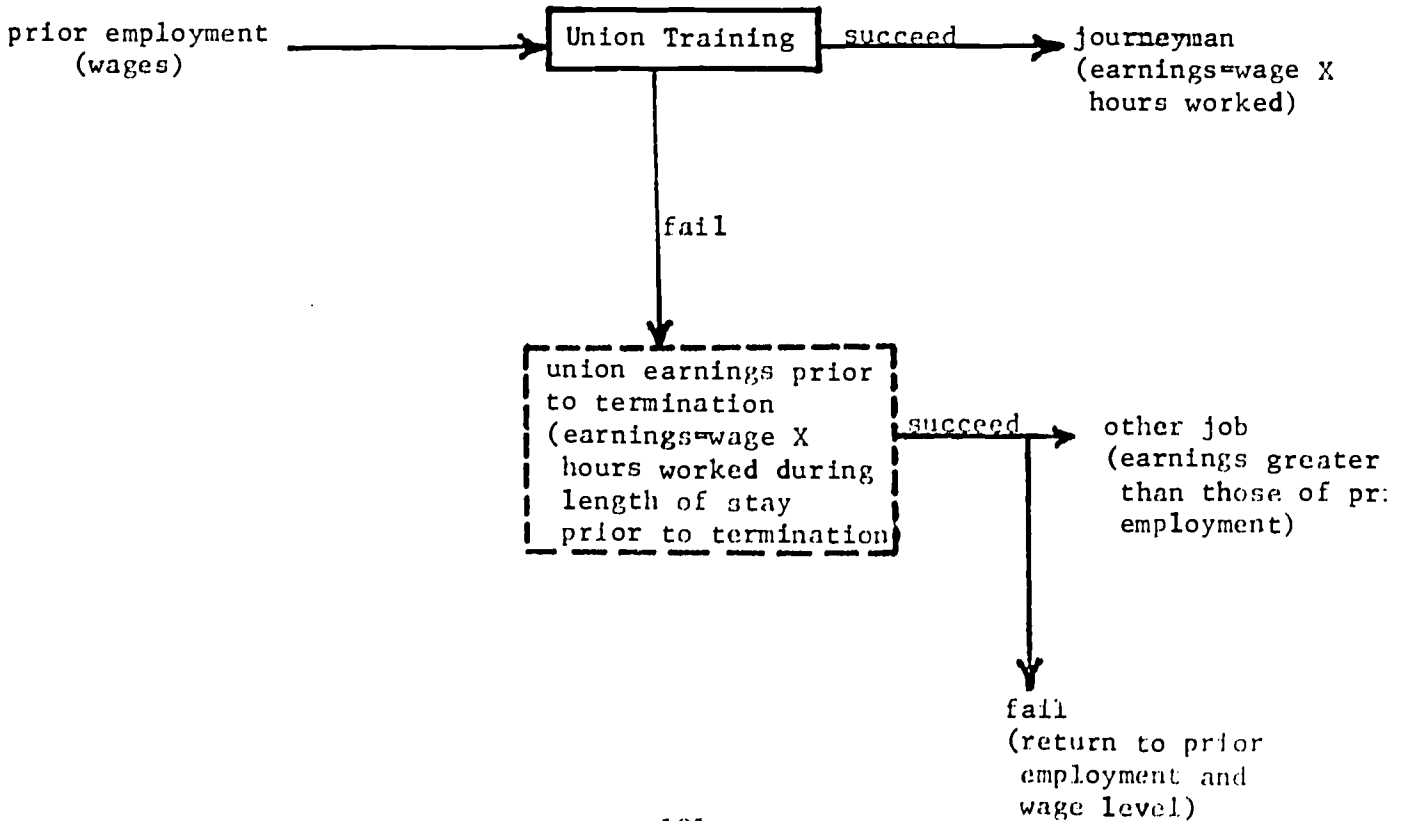 prior employment
(wages)
Union Training
succeed
journeyman
(earnings=wage X
hours worked)
fail
union earnings prior
to termination
(earnings=wage X
hours worked during
length of stay
prior to termination)
succeed
other job
(earnings greater
than those of
employment)
fail
(return to prior
employment and
wage level)